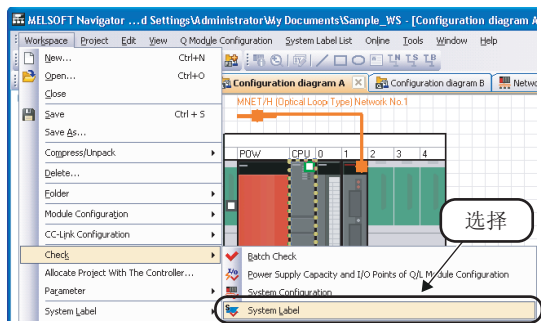 MELSOFT Navigator ...d Settings\Administrator\My Documents\Sample_WS - [Configuration diagram A
Workspace Project Edit View Q Module Configuration System Label List Online Tools Window Help
New... Ctrl+N
Open... Ctrl+O
Close
Save Ctrl + S
Save As...
Compress/Unpack
Delete...
Folder
Module Configuration
CC-Link Configuration
Check
Allocate Project With The Controller...
Parameter
System Label
Configuration diagram A Configuration diagram B Netwo
MNET/H (Optical Loop Type) Network No.1
POW CPU 0 1 2 3 4
选择
Batch Check
Power Supply Capacity and I/O Points of Q/L Module Configuration
System Configuration
System Label